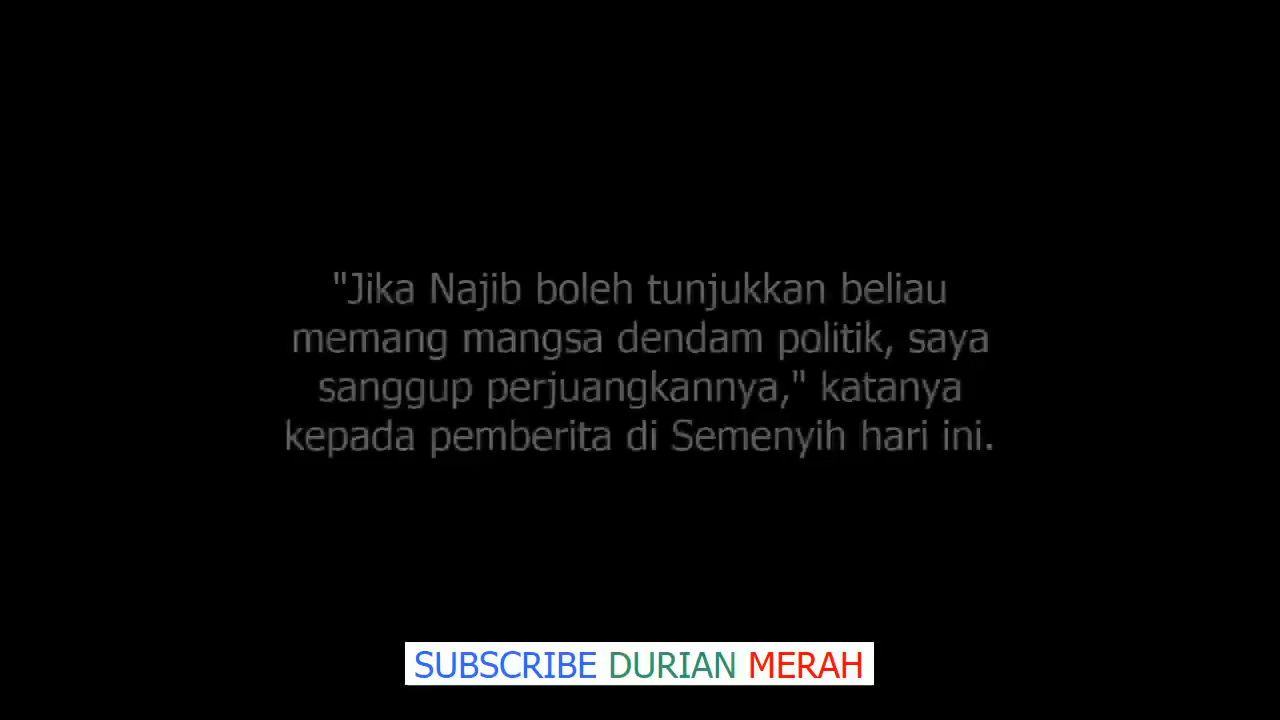 "Jika Najib boleh tunjukkan beliau
memang mangsa dendam politik, saya
sanggup perjuangkannya," katanya
kepada pemberita di Semenyih hari ini.
SUBSCRIBE DURIAN MERAH